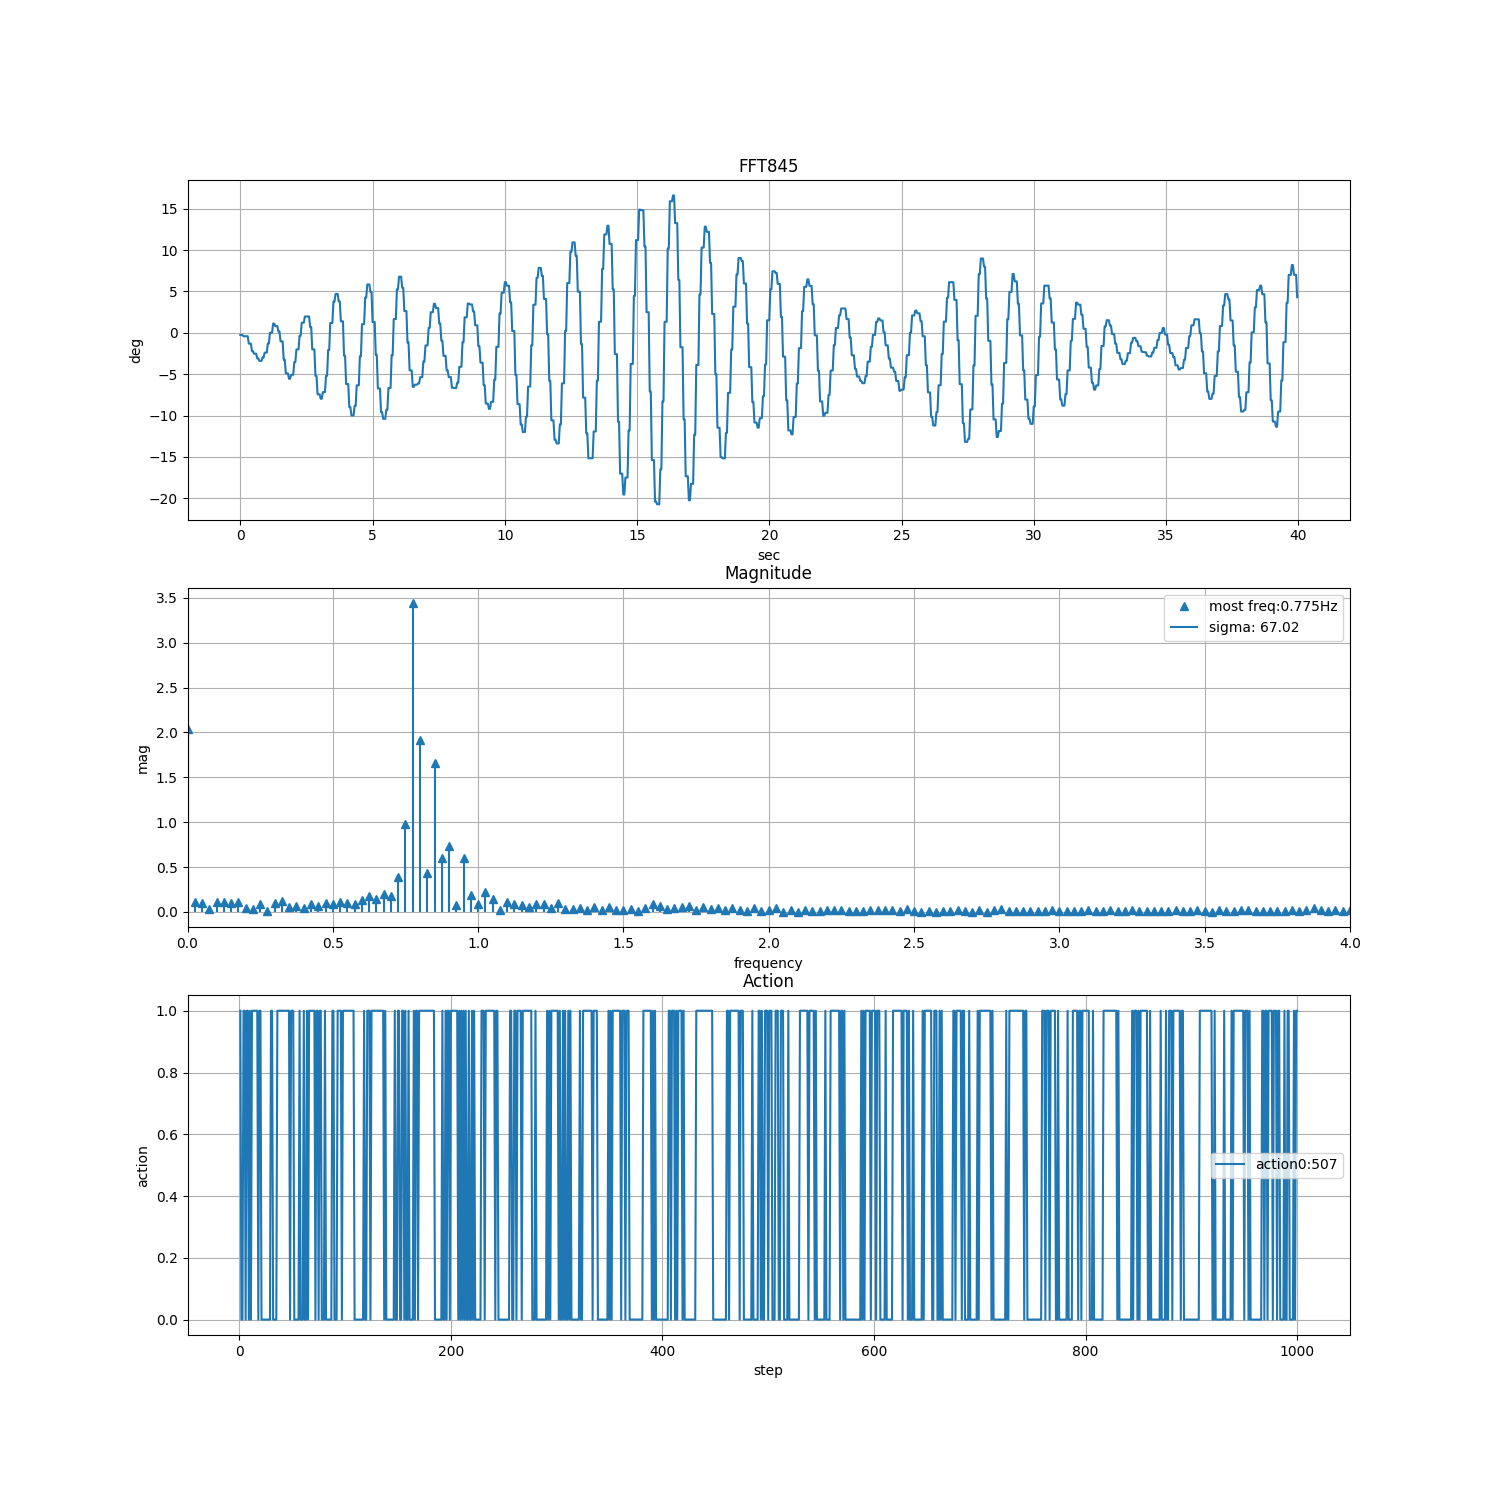 FFT845
15
10
5
0
−5
−10
−15
−20
deg
0 5 10 15 20 25 30 35 40
sec
Magnitude
3.5
3.0
2.5
2.0
1.5
1.0
0.5
0.0
mag
most freq:0.775Hz
sigma: 67.02
0.0 0.5 1.0 1.5 2.0 2.5 3.0 3.5 4.0
frequency
Action
1.0
0.8
0.6
0.4
0.2
0.0
action
action0:507
0 200 400 600 800 1000
step